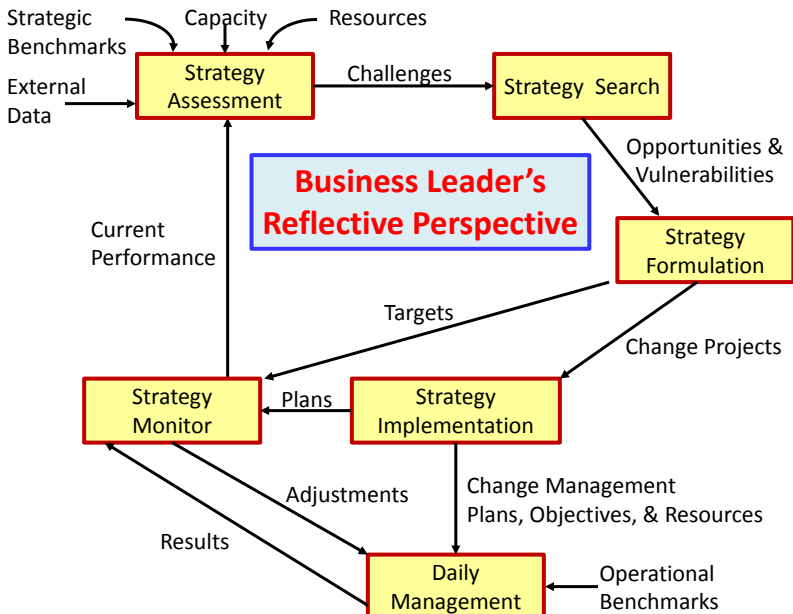 Strategic
Benchmarks
Capacity
Resources
External
Data
Strategy
Assessment
Challenges
Strategy Search
Opportunities &
Vulnerabilities
Business Leader's
Reflective Perspective
Current
Performance
Strategy
Formulation
Targets
Change Projects
Strategy
Monitor
Plans
Strategy
Implementation
Adjustments
Change Management
Plans, Objectives, & Resources
Results
Daily
Management
Operational
Benchmarks